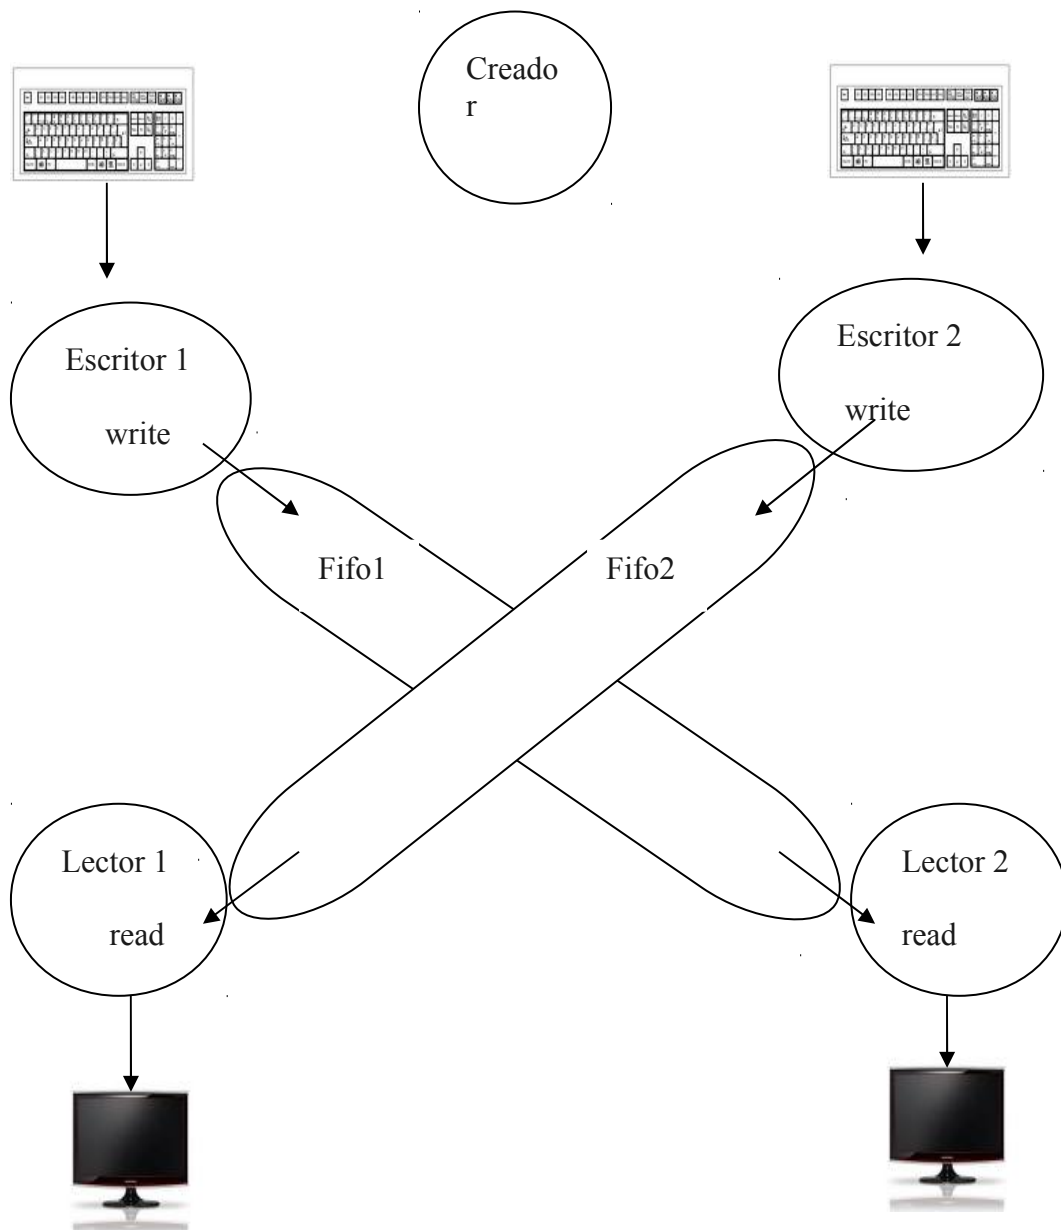 Creado
r
Escritor 1
write
Escritor 2
write
Fifo1
Fifo2
Lector 1
read
Lector 2
read